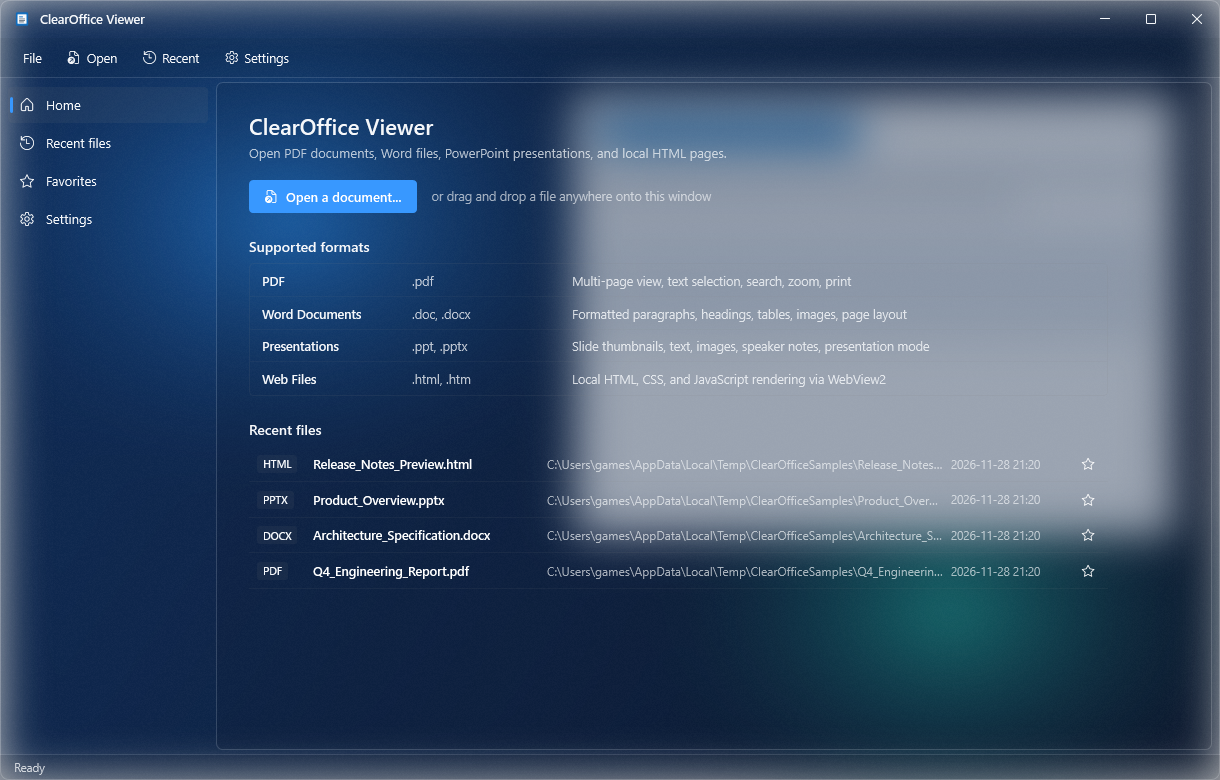 ClearOffice Viewer
File Open Recent Settings
Home
Recent files
Favorites
Settings
ClearOffice Viewer
Open PDF documents, Word files, PowerPoint presentations, and local HTML pages.
Open a document... or drag and drop a file anywhere onto this window
Supported formats
PDF .pdf Multi-page view, text selection, search, zoom, print
Word Documents .doc, .docx Formatted paragraphs, headings, tables, images, page layout
Presentations .ppt, .pptx Slide thumbnails, text, images, speaker notes, presentation mode
Web Files .html, .htm Local HTML, CSS, and JavaScript rendering via WebView2
Recent files
HTML Release_Notes_Preview.html C:\Users\games\AppData\Local\Temp\ClearOfficeSamples\Release_Notes... 2026-11-28 21:20
PPTX Product_Overview.pptx C:\Users\games\AppData\Local\Temp\ClearOfficeSamples\Product_Over... 2026-11-28 21:20
DOCX Architecture_Specification.docx C:\Users\games\AppData\Local\Temp\ClearOfficeSamples\Architecture_S... 2026-11-28 21:20
PDF Q4_Engineering_Report.pdf C:\Users\games\AppData\Local\Temp\ClearOfficeSamples\Q4_Engineerin... 2026-11-28 21:20
Ready